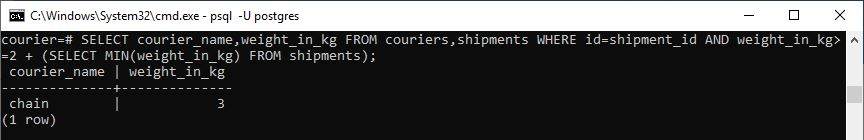 C:\Windows\System32\cmd.exe - psql  -U postgres
courier=# SELECT courier_name,weight_in_kg FROM couriers,shipments WHERE id=shipment_id AND weight_in_kg>
=2 + (SELECT MIN(weight_in_kg) FROM shipments);
 courier_name | weight_in_kg
--------------+--------------
 chain        |            3
(1 row)